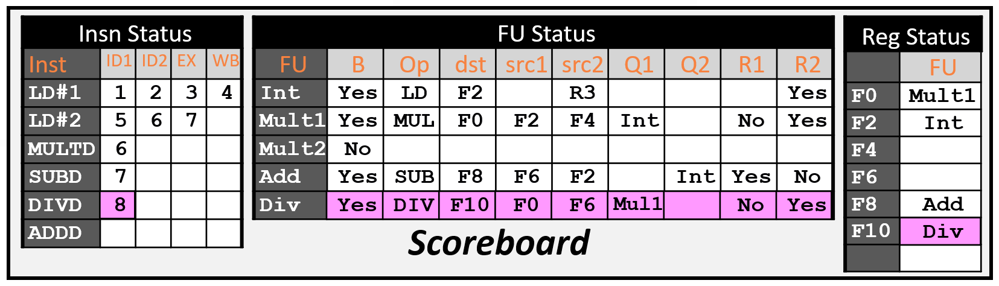 Insn Status
Inst ID1 ID2 EX WB
LD#1 1 2 3 4
LD#2 5 6 7
MULTD 6
SUBD 7
DIVD 8
ADDD
FU Status
FU B Op dst src1 src2 Q1 Q2 R1 R2
Int Yes LD F2 R3 Yes
Mult1 Yes MUL F0 F2 F4 Int No Yes
Mult2 No
Add Yes SUB F8 F6 F2 Int Yes No
Div Yes DIV F10 F0 F6 Mul1 No Yes
Scoreboard
Reg Status
FU
F0 Mult1
F2 Int
F4
F6
F8 Add
F10 Div